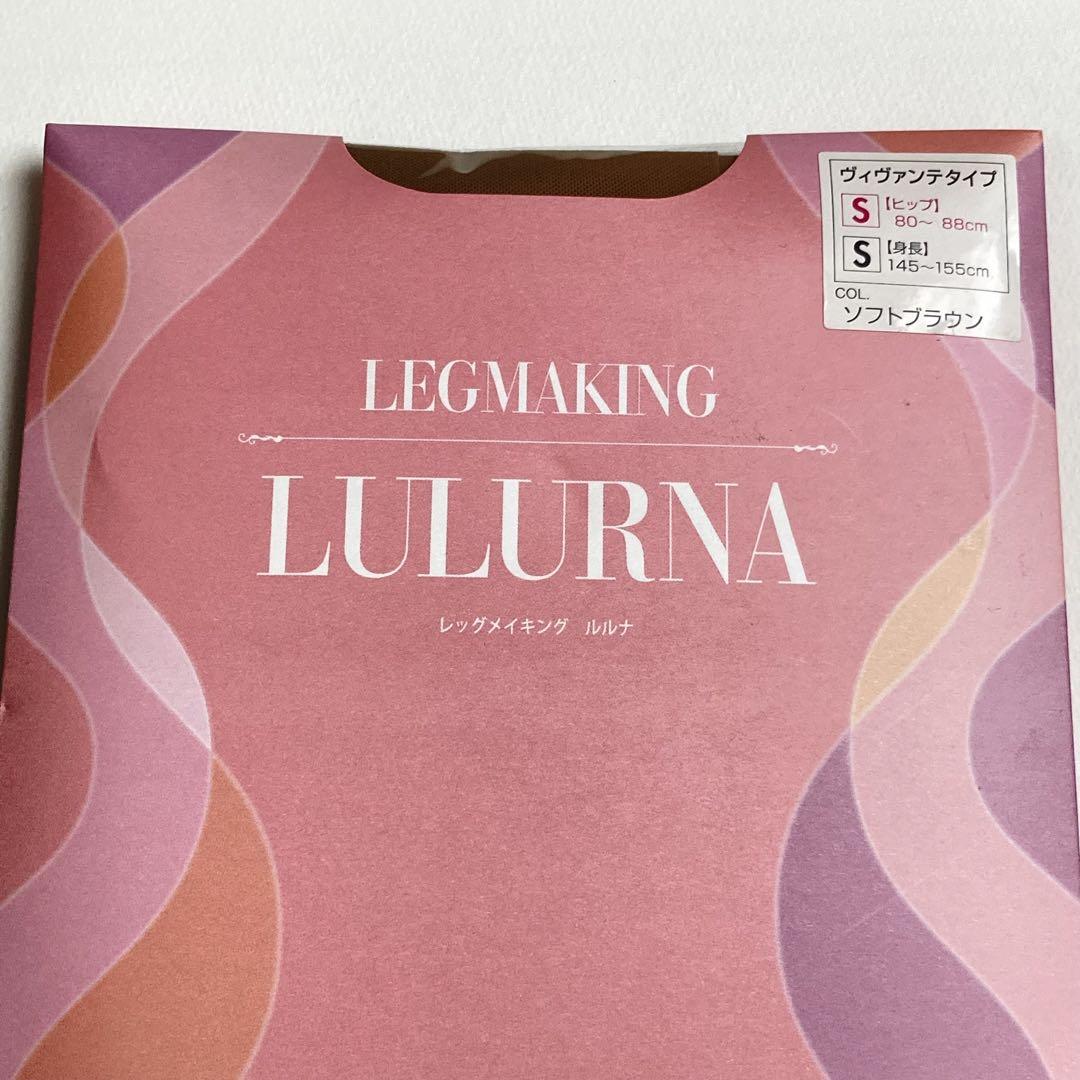 ヴィヴァンテタイプ
S 【ヒップ】
80～ 88cm
S 【身長】
145～155cm
COL.
ソフトブラウン
LEGMAKING
LULURNA
レッグメイキング ルルナ